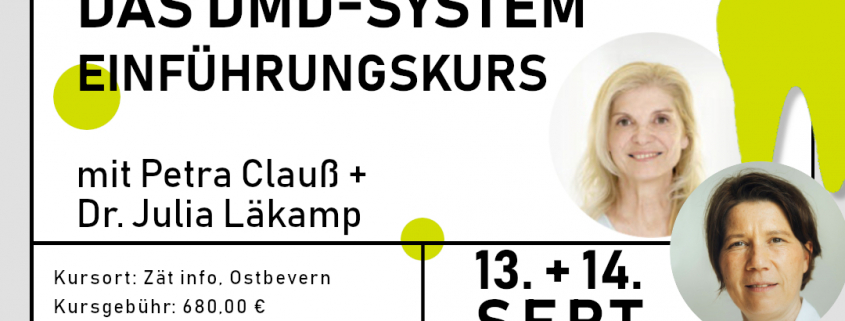 DAS DMD-SYSTEM
EINFÜHRUNGSKURS
mit Petra Clauß +
Dr. Julia Läkamp
Kursort: Zät info, Ostbevern
Kursgebühr: 680,00 €
13. + 14.
SEPT